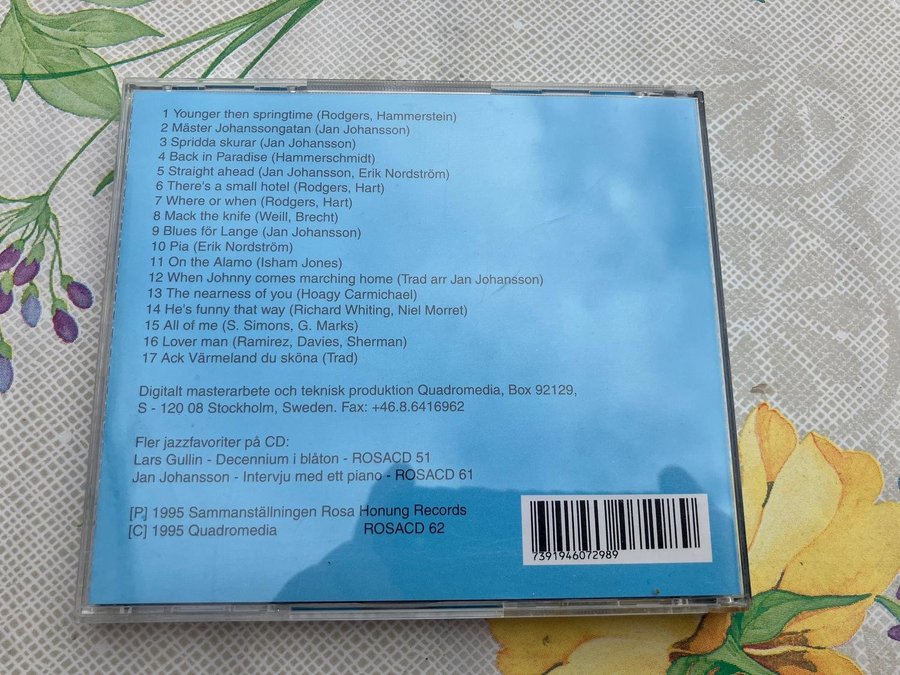 1 Younger then springtime (Rodgers, Hammerstein)
2 Mäster Johanssongatan (Jan Johansson)
3 Spridda skurar (Jan Johansson)
4 Back in Paradise (Hammerschmidt)
5 Straight ahead (Jan Johansson, Erik Nordström)
6 There's a small hotel (Rodgers, Hart)
7 Where or when (Rodgers, Hart)
8 Mack the knife (Weill, Brecht)
9 Blues för Lange (Jan Johansson)
10 Pia (Erik Nordström)
11 On the Alamo (Isham Jones)
12 When Johnny comes marching home (Trad arr Jan Johansson)
13 The nearness of you (Hoagy Carmichael)
14 He's funny that way (Richard Whiting, Niel Morret)
15 All of me (S. Simons, G. Marks)
16 Lover man (Ramirez, Davies, Sherman)
17 Ack Värmeland du sköna (Trad)
Digitalt masterarbete och teknisk produktion Quadromedia, Box 92129,
S - 120 08 Stockholm, Sweden. Fax: +46.8.6416962
Fler jazzfavoriter på CD:
Lars Gullin - Decennium i blåton - ROSACD 51
Jan Johansson - Intervju med ett piano - ROSACD 61
[P] 1995 Sammanställningen Rosa Honung Records
[C] 1995 Quadromedia ROSACD 62
7391946072989